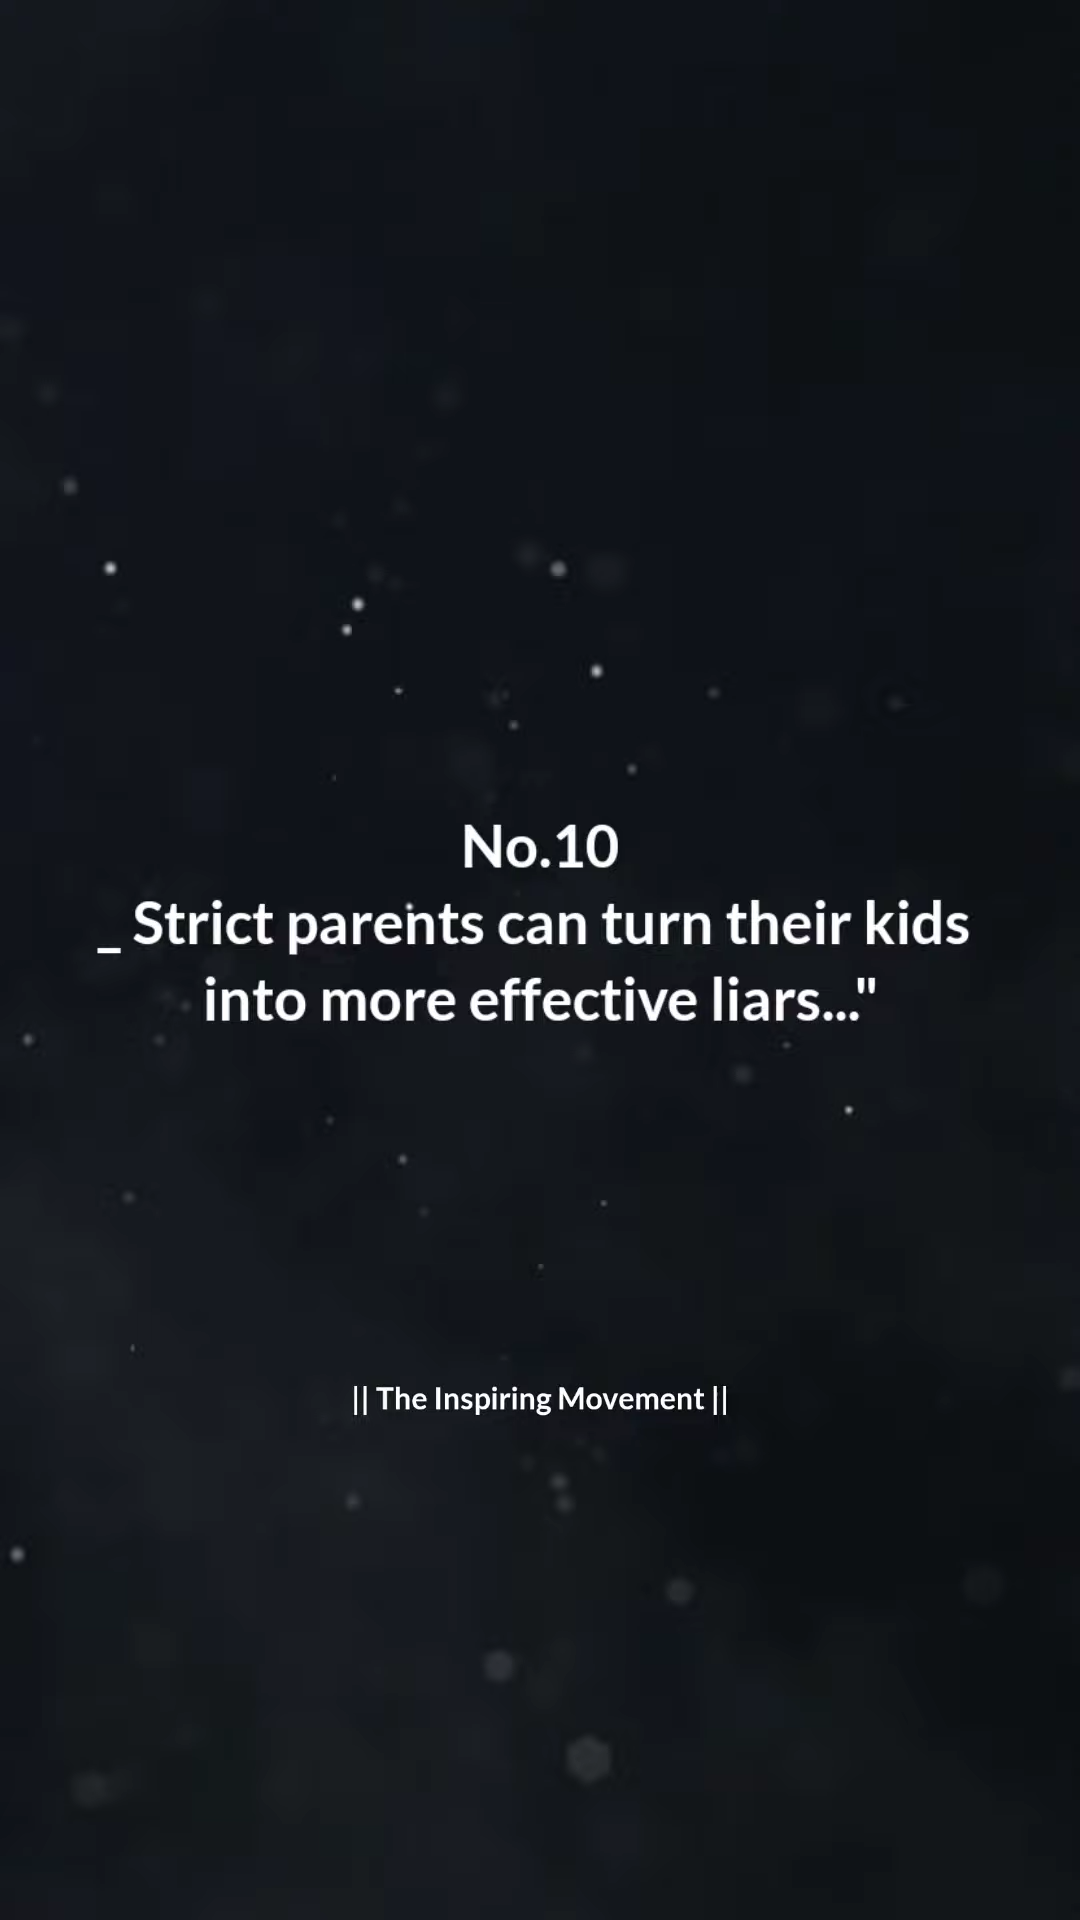 No.10
_ Strict parents can turn their kids
into more effective liars..."
|| The Inspiring Movement ||